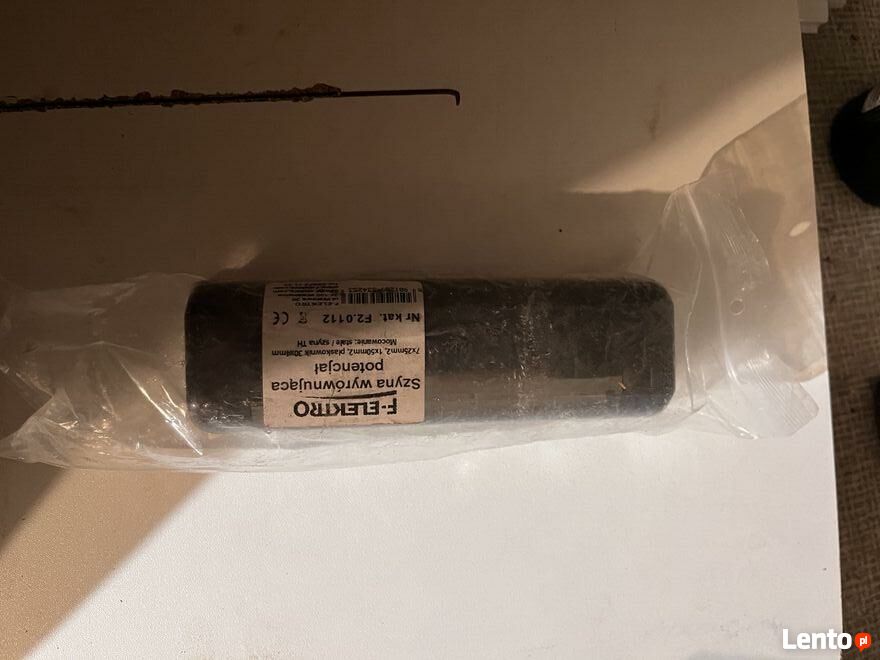 F-ELEKTRO
Szyna wyrównująca
potencjał
7x25mm2, 1x50mm2, płaskownik 30x4mm
Mocowanie: stałe / szyna TH
Nr kat. F2.0112 CE
F-ELEKTRO
Lento pl